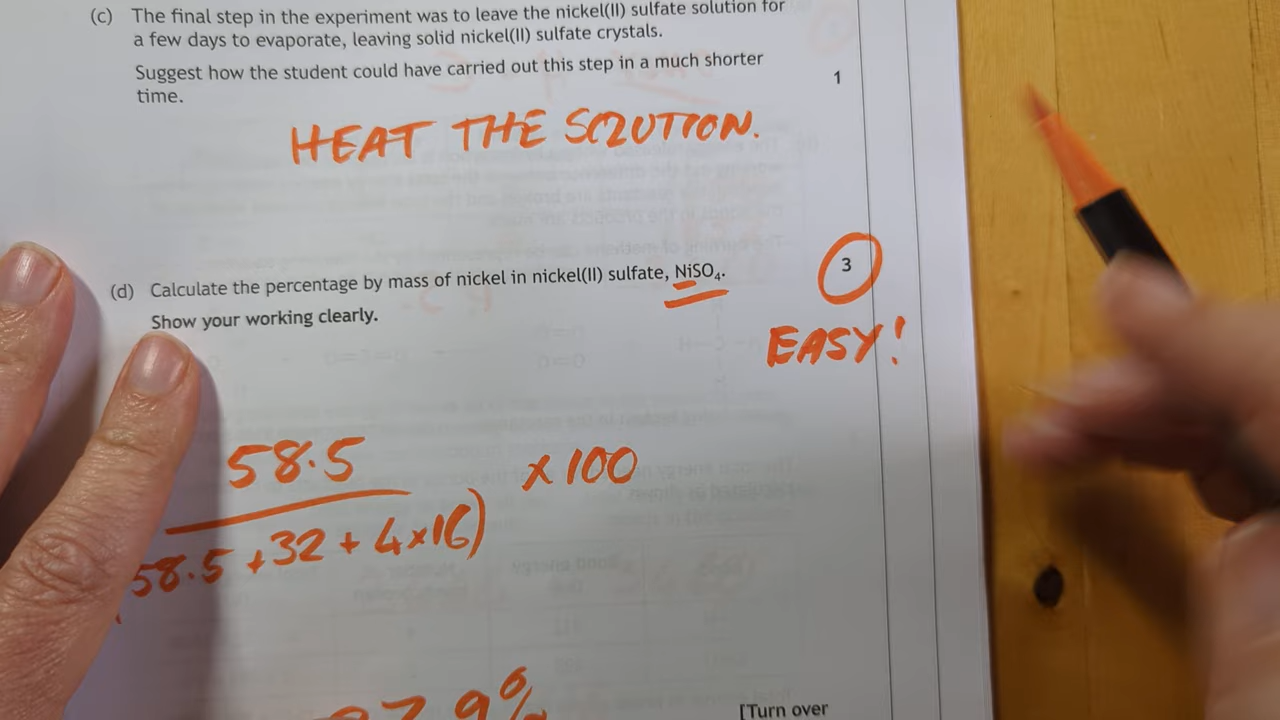 (c) The final step in the experiment was to leave the nickel(II) sulfate solution for
a few days to evaporate, leaving solid nickel(II) sulfate crystals.
Suggest how the student could have carried out this step in a much shorter
time.
1
HEAT THE SOLUTION.
(d) Calculate the percentage by mass of nickel in nickel(II) sulfate, NiSO₄.
3
Show your working clearly.
EASY!
58.5
x 100
58.5 + 32 + 4x16)
7.9%
[Turn over